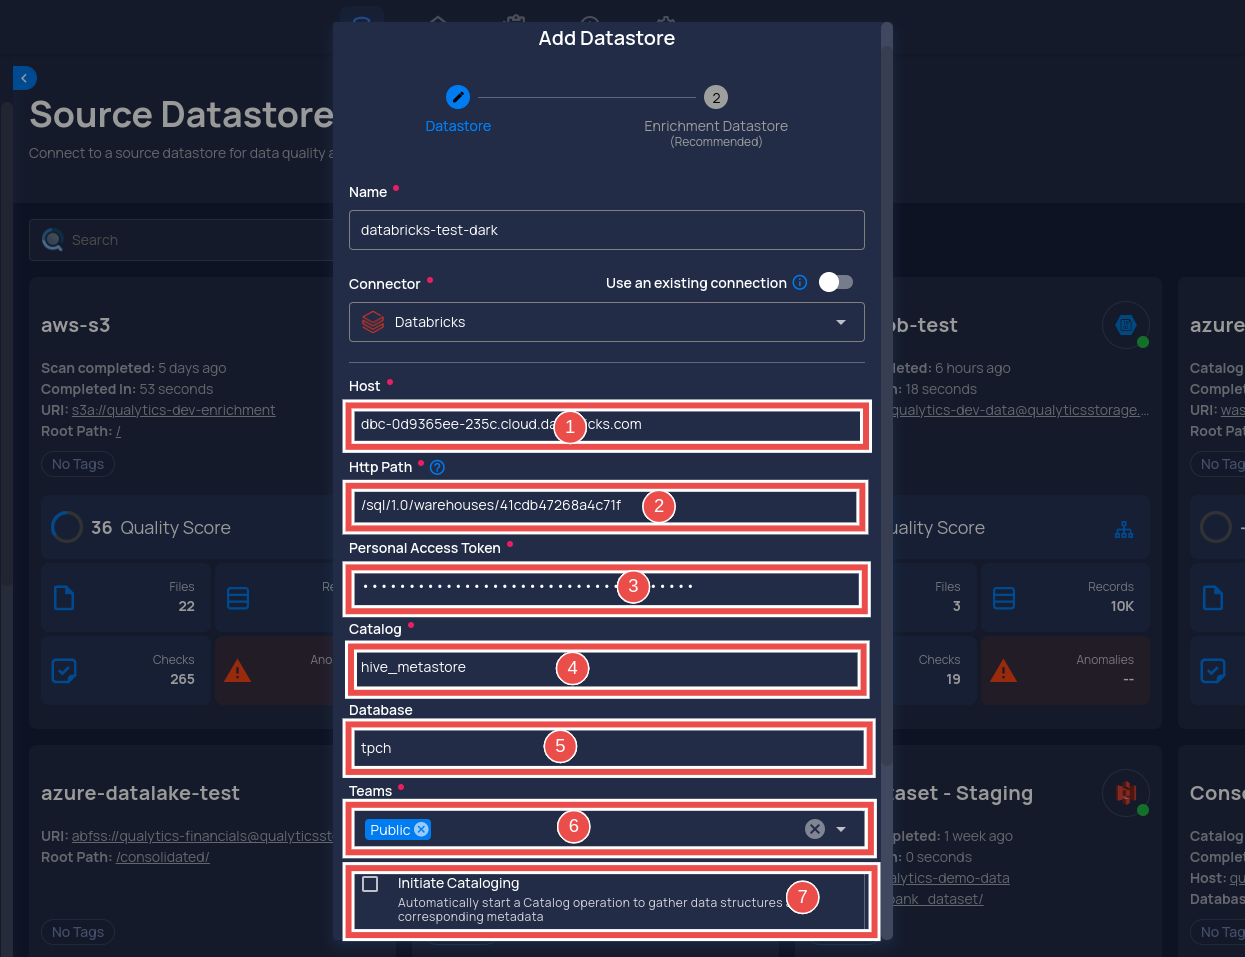 Add Datastore
2
Datastore
Enrichment Datastore
(Recommended)
Source Datastore
Connect to a source datastore for data quality
Search
Name
databricks-test-dark
Connector
Use an existing connection
Databricks
Host
dbc-0d9365ee-235c.cloud.da cks.com
1
Http Path
/sql/1.0/warehouses/41cdb47268a4c71f
2
Personal Access Token
3
Catalog
hive_metastore
4
Database
tpch
5
Teams
Public
6
Initiate Cataloging
Automatically start a Catalog operation to gather data structures
corresponding metadata
7
aws-s3
Scan completed: 5 days ago
Completed In: 53 seconds
URI: s3a://qualytics-dev-enrichment
Root Path: /
No Tags
36 Quality Score
Files
22
Re
Checks
265
Ano
ob-test
leted: 6 hours ago
n: 18 seconds
qualytics-dev-data@qualyticsstorage....
ality Score
Files
3
Records
10K
Checks
19
Anomalies
--
azure
Catalog
Complet
URI: was
Root Pat
No Tag
azure-datalake-test
URI: abfss://qualytics-financials@qualyticsst
Root Path: /consolidated/
No Tags
aset - Staging
pleted: 1 week ago
n: 0 seconds
alytics-demo-data
ank_dataset/
Conso
Catalog
Complet
Host: qu
Databas
No Tag